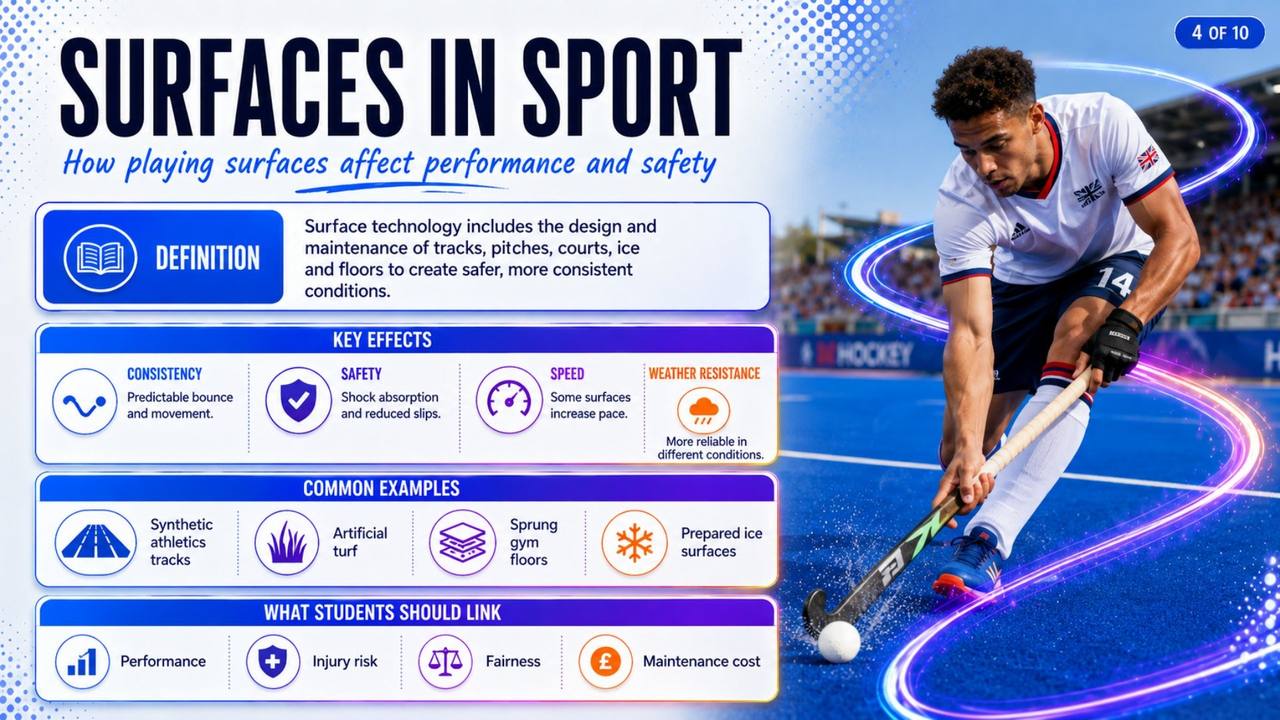 4 OF 10
SURFACES IN SPORT
How playing surfaces affect performance and safety
DEFINITION
Surface technology includes the design and
maintenance of tracks, pitches, courts, ice
and floors to create safer, more consistent
conditions.
KEY EFFECTS
CONSISTENCY
Predictable bounce
and movement.
SAFETY
Shock absorption
and reduced slips.
SPEED
Some surfaces
increase pace.
WEATHER RESISTANCE
More reliable in
different conditions.
COMMON EXAMPLES
Synthetic
athletics
tracks
Artificial
turf
Sprung
gym
floors
Prepared ice
surfaces
WHAT STUDENTS SHOULD LINK
Performance
Injury risk
Fairness
£
Maintenance cost
14
HOCKEY
H